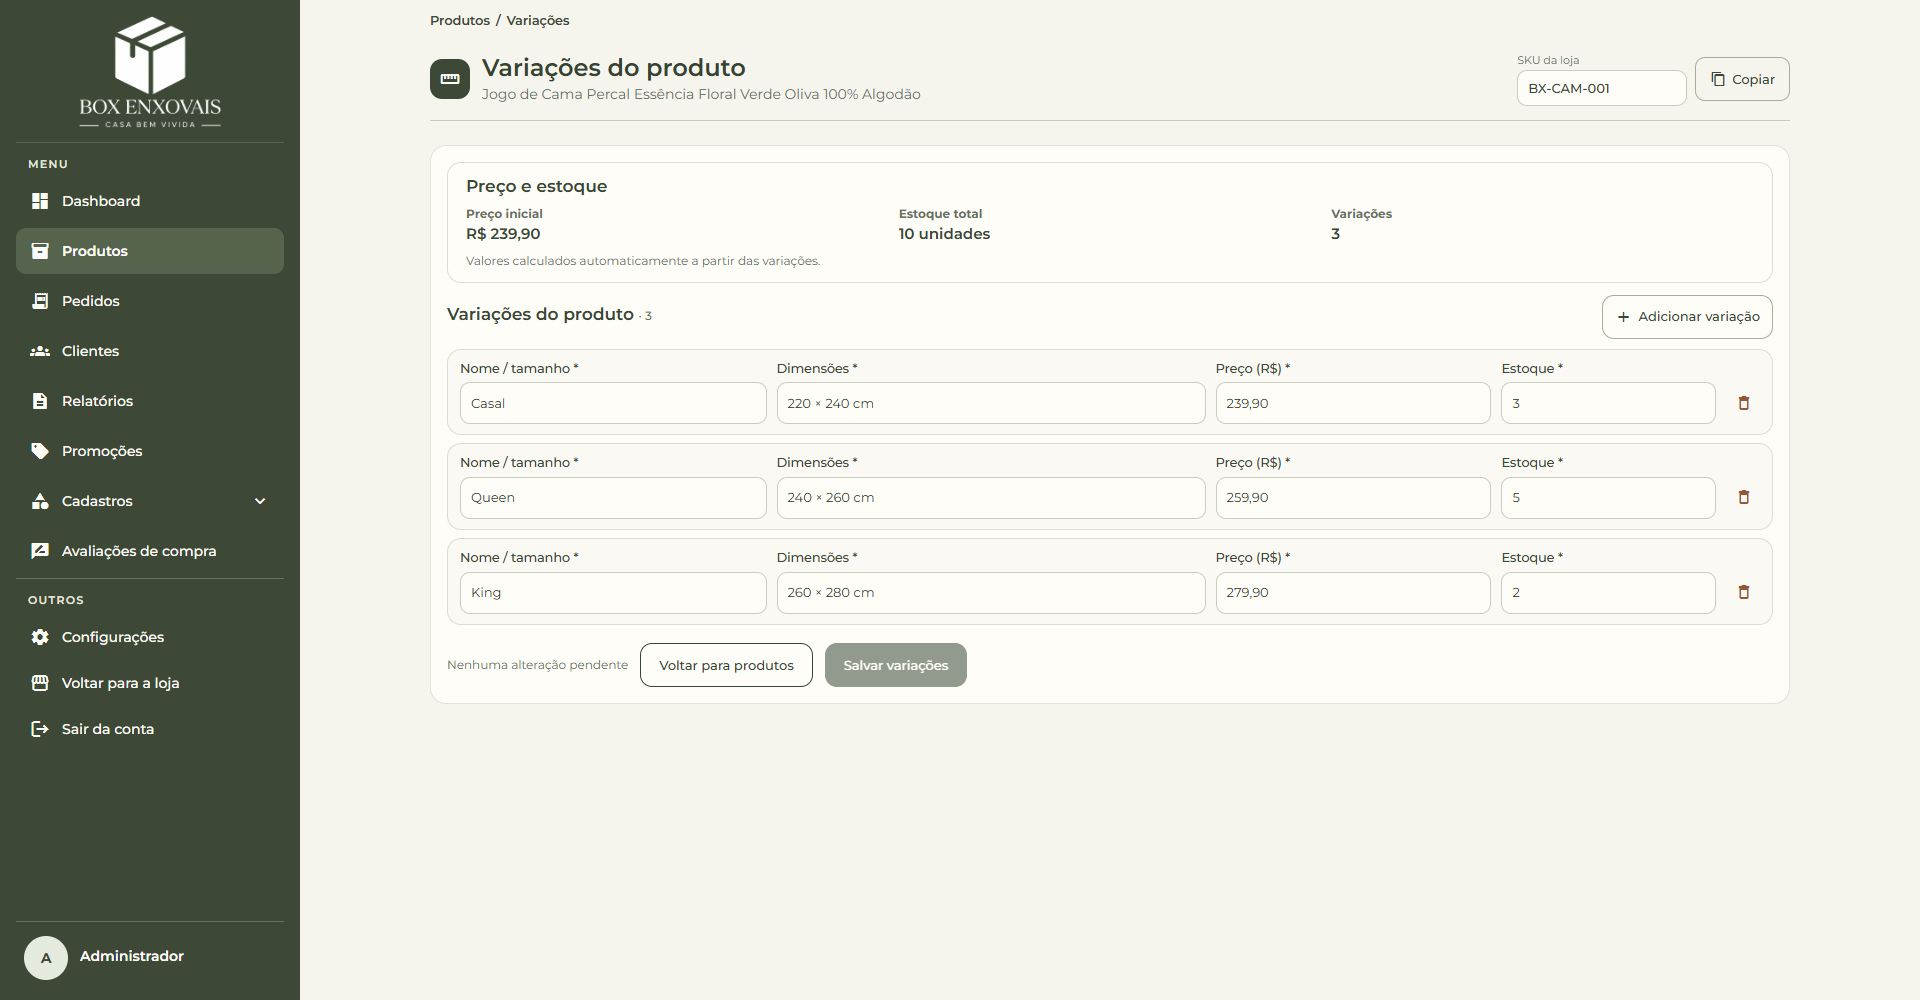 BOX ENXOVAIS
CASA BEM VIVIDA
MENU
Dashboard
Produtos
Pedidos
Clientes
Relatórios
Promoções
Cadastros
Avaliações de compra
OUTROS
Configurações
Voltar para a loja
Sair da conta
A
Administrador
Produtos / Variações
Variações do produto
Jogo de Cama Percal Essência Floral Verde Oliva 100% Algodão
SKU da loja
BX-CAM-001
Copiar
Preço e estoque
Preço inicial
R$ 239,90
Estoque total
10 unidades
Variações
3
Valores calculados automaticamente a partir das variações.
Variações do produto · 3
Adicionar variação
Nome / tamanho * Dimensões * Preço (R$) * Estoque *
Casal 220 × 240 cm 239,90 3
Nome / tamanho * Dimensões * Preço (R$) * Estoque *
Queen 240 × 260 cm 259,90 5
Nome / tamanho * Dimensões * Preço (R$) * Estoque *
King 260 × 280 cm 279,90 2
Nenhuma alteração pendente
Voltar para produtos
Salvar variações